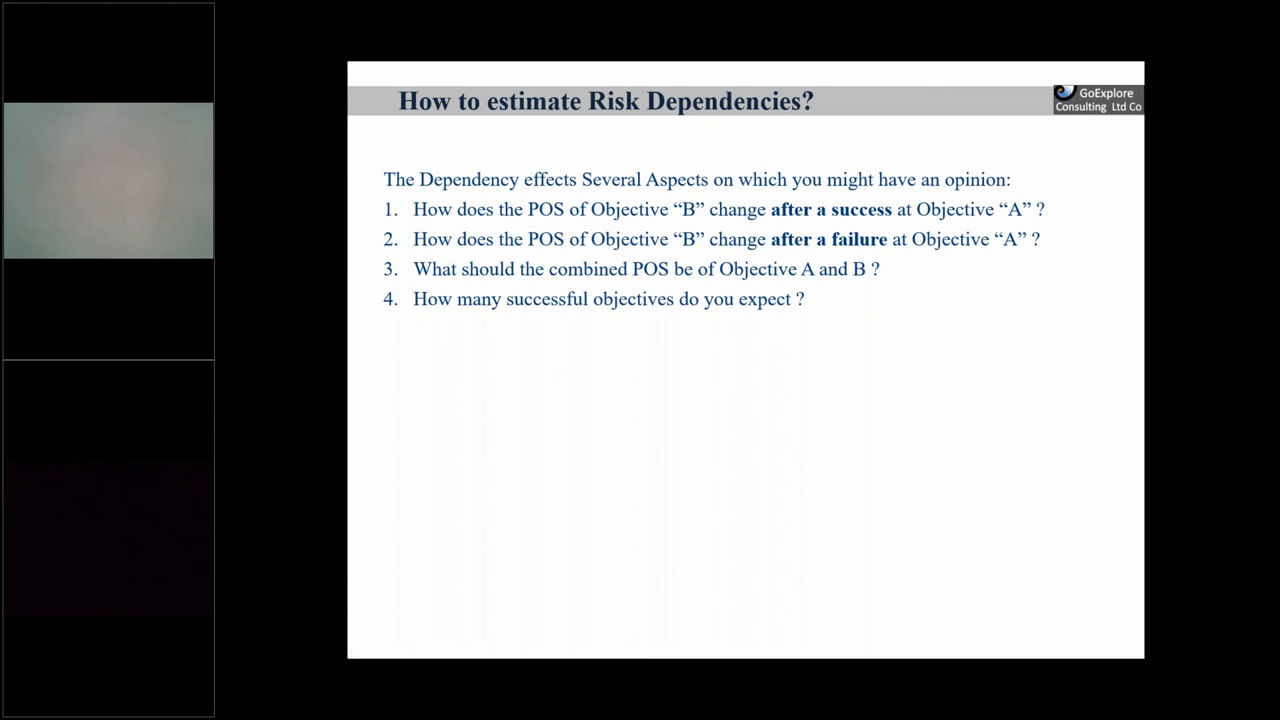 How to estimate Risk Dependencies?
GoExplore
Consulting Ltd Co
The Dependency effects Several Aspects on which you might have an opinion:
1. How does the POS of Objective “B” change after a success at Objective “A” ?
2. How does the POS of Objective “B” change after a failure at Objective “A” ?
3. What should the combined POS be of Objective A and B ?
4. How many successful objectives do you expect ?